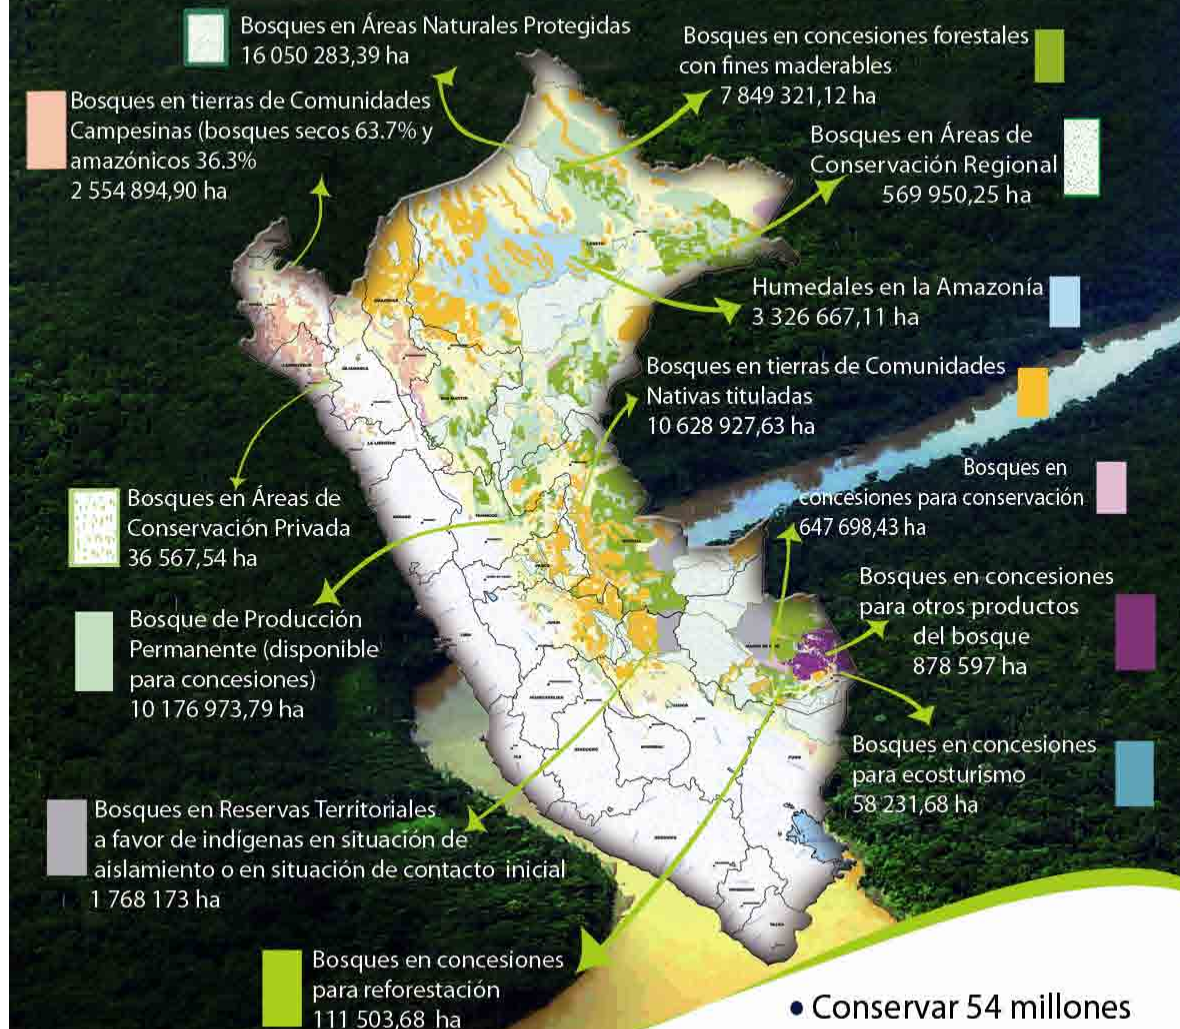 Bosques en Áreas Naturales Protegidas
16 050 283,39 ha
Bosques en concesiones forestales
con fines maderables
7 849 321,12 ha
Bosques en tierras de Comunidades
Campesinas (bosques secos 63.7% y
amazónicos 36.3%
2 554 894,90 ha
Bosques en Áreas de
Conservación Regional
569 950,25 ha
Humedales en la Amazonía
3 326 667,11 ha
Bosques en tierras de Comunidades
Nativas tituladas
10 628 927,63 ha
Bosques en
concesiones para conservación
647 698,43 ha
Bosques en Áreas de
Conservación Privada
36 567,54 ha
Bosques en concesiones
para otros productos
del bosque
878 597 ha
Bosque de Producción
Permanente (disponible
para concesiones)
10 176 973,79 ha
Bosques en concesiones
para ecosturismo
58 231,68 ha
Bosques en Reservas Territoriales
a favor de indígenas en situación de
aislamiento o en situación de contacto inicial
1 768 173 ha
Bosques en concesiones
para reforestación
111 503,68 ha
• Conservar 54 millones